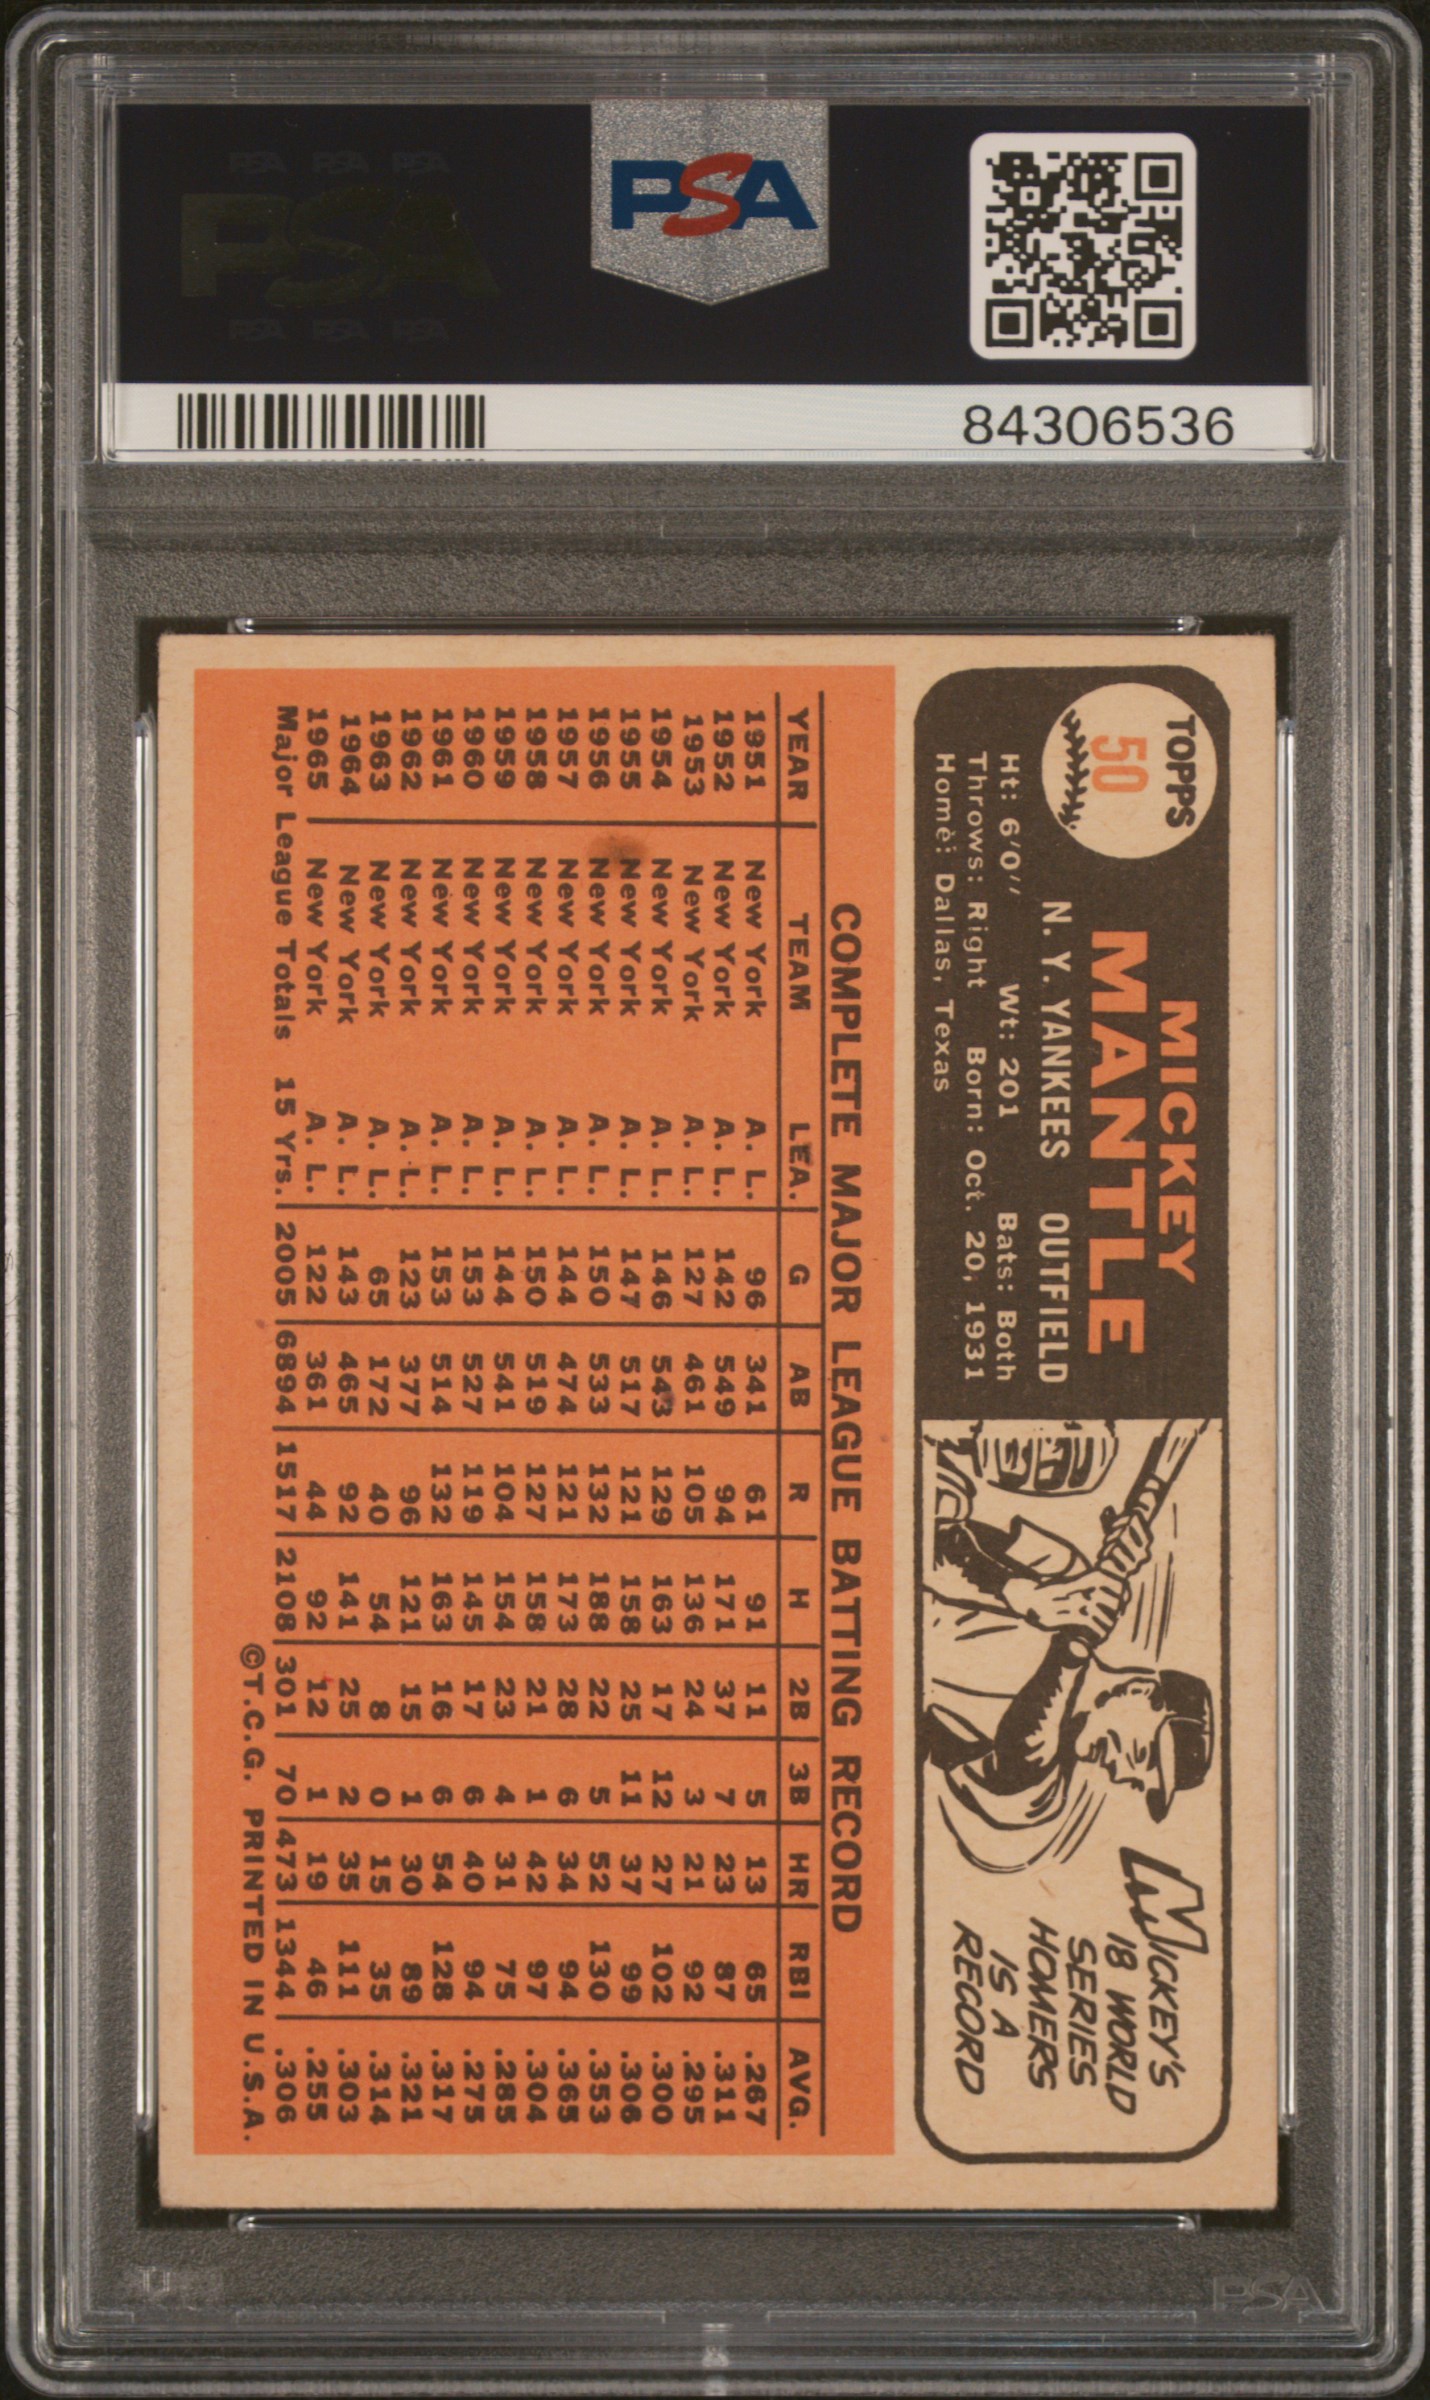 PSA PSA PSA
PSA
PSA PSA PSA
PSA
84306536
TOPPS
50
MICKEY
MANTLE
N. Y. YANKEES OUTFIELD
Ht: 6'0'' Wt: 201 Bats: Both
Throws: Right Born: Oct. 20, 1931
Home: Dallas, Texas
MICKEY'S
18 WORLD
SERIES
HOMERS
IS A
RECORD
COMPLETE MAJOR LEAGUE BATTING RECORD
YEAR TEAM LEA. G AB R H 2B 3B HR RBI AVG.
1951 New York A. L. 96 341 61 91 11 5 13 65 .267
1952 New York A. L. 142 549 94 171 37 7 23 87 .311
1953 New York A. L. 127 461 105 136 24 3 21 92 .295
1954 New York A. L. 146 543 129 163 17 12 27 102 .300
1955 New York A. L. 147 517 121 158 25 11 37 99 .306
1956 New York A. L. 150 533 132 188 22 5 52 130 .353
1957 New York A. L. 144 474 121 173 28 6 34 94 .365
1958 New York A. L. 150 519 127 158 21 1 42 97 .304
1959 New York A. L. 144 541 104 154 23 4 31 75 .285
1960 New York A. L. 153 527 119 145 17 6 40 94 .275
1961 New York A. L. 153 514 132 163 16 6 54 128 .317
1962 New York A. L. 123 377 96 121 15 1 30 89 .321
1963 New York A. L. 65 172 40 54 8 0 15 35 .314
1964 New York A. L. 143 465 92 141 25 2 35 111 .303
1965 New York A. L. 122 361 44 92 12 1 19 46 .255
Major League Totals 15 Yrs. 2005 6894 1517 2108 301 70 473 1344 .306
©T.C.G. PRINTED IN U.S.A.
PSA